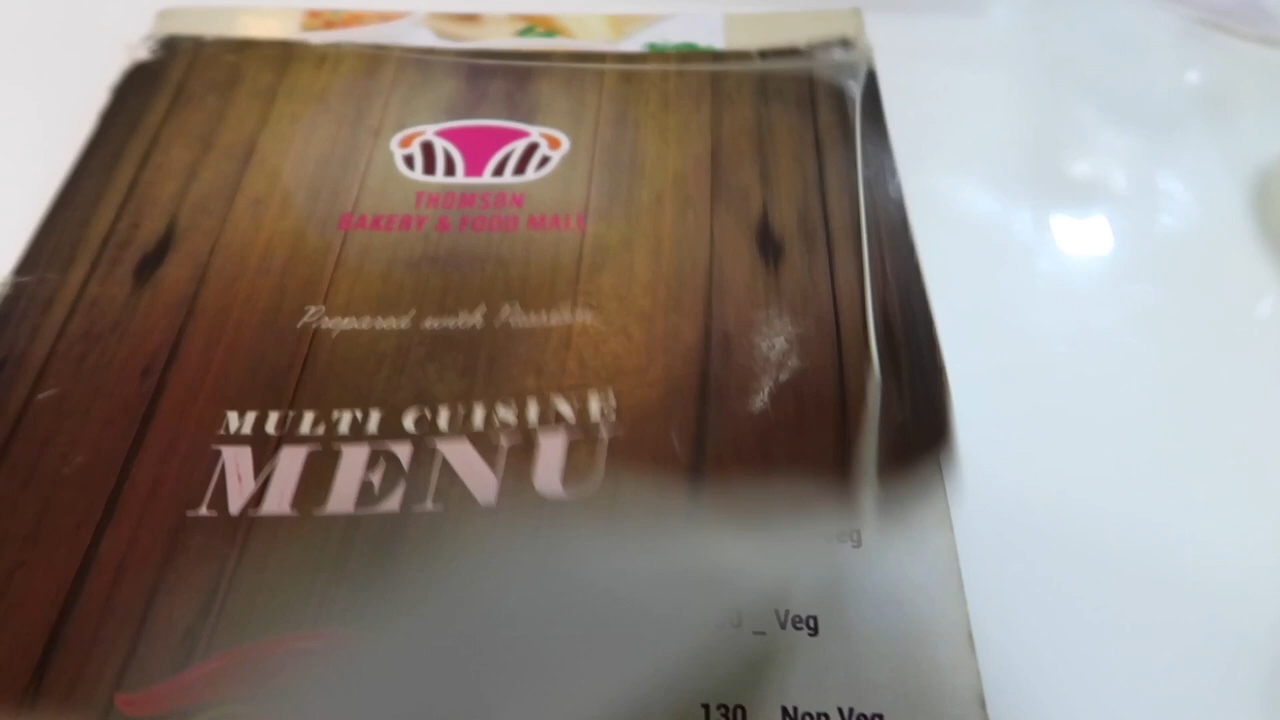 THOMSON
BAKERY & FOOD MALL
Prepared with Passion
MULTI CUISINE
MENU
_ Veg
130 _ Non Veg